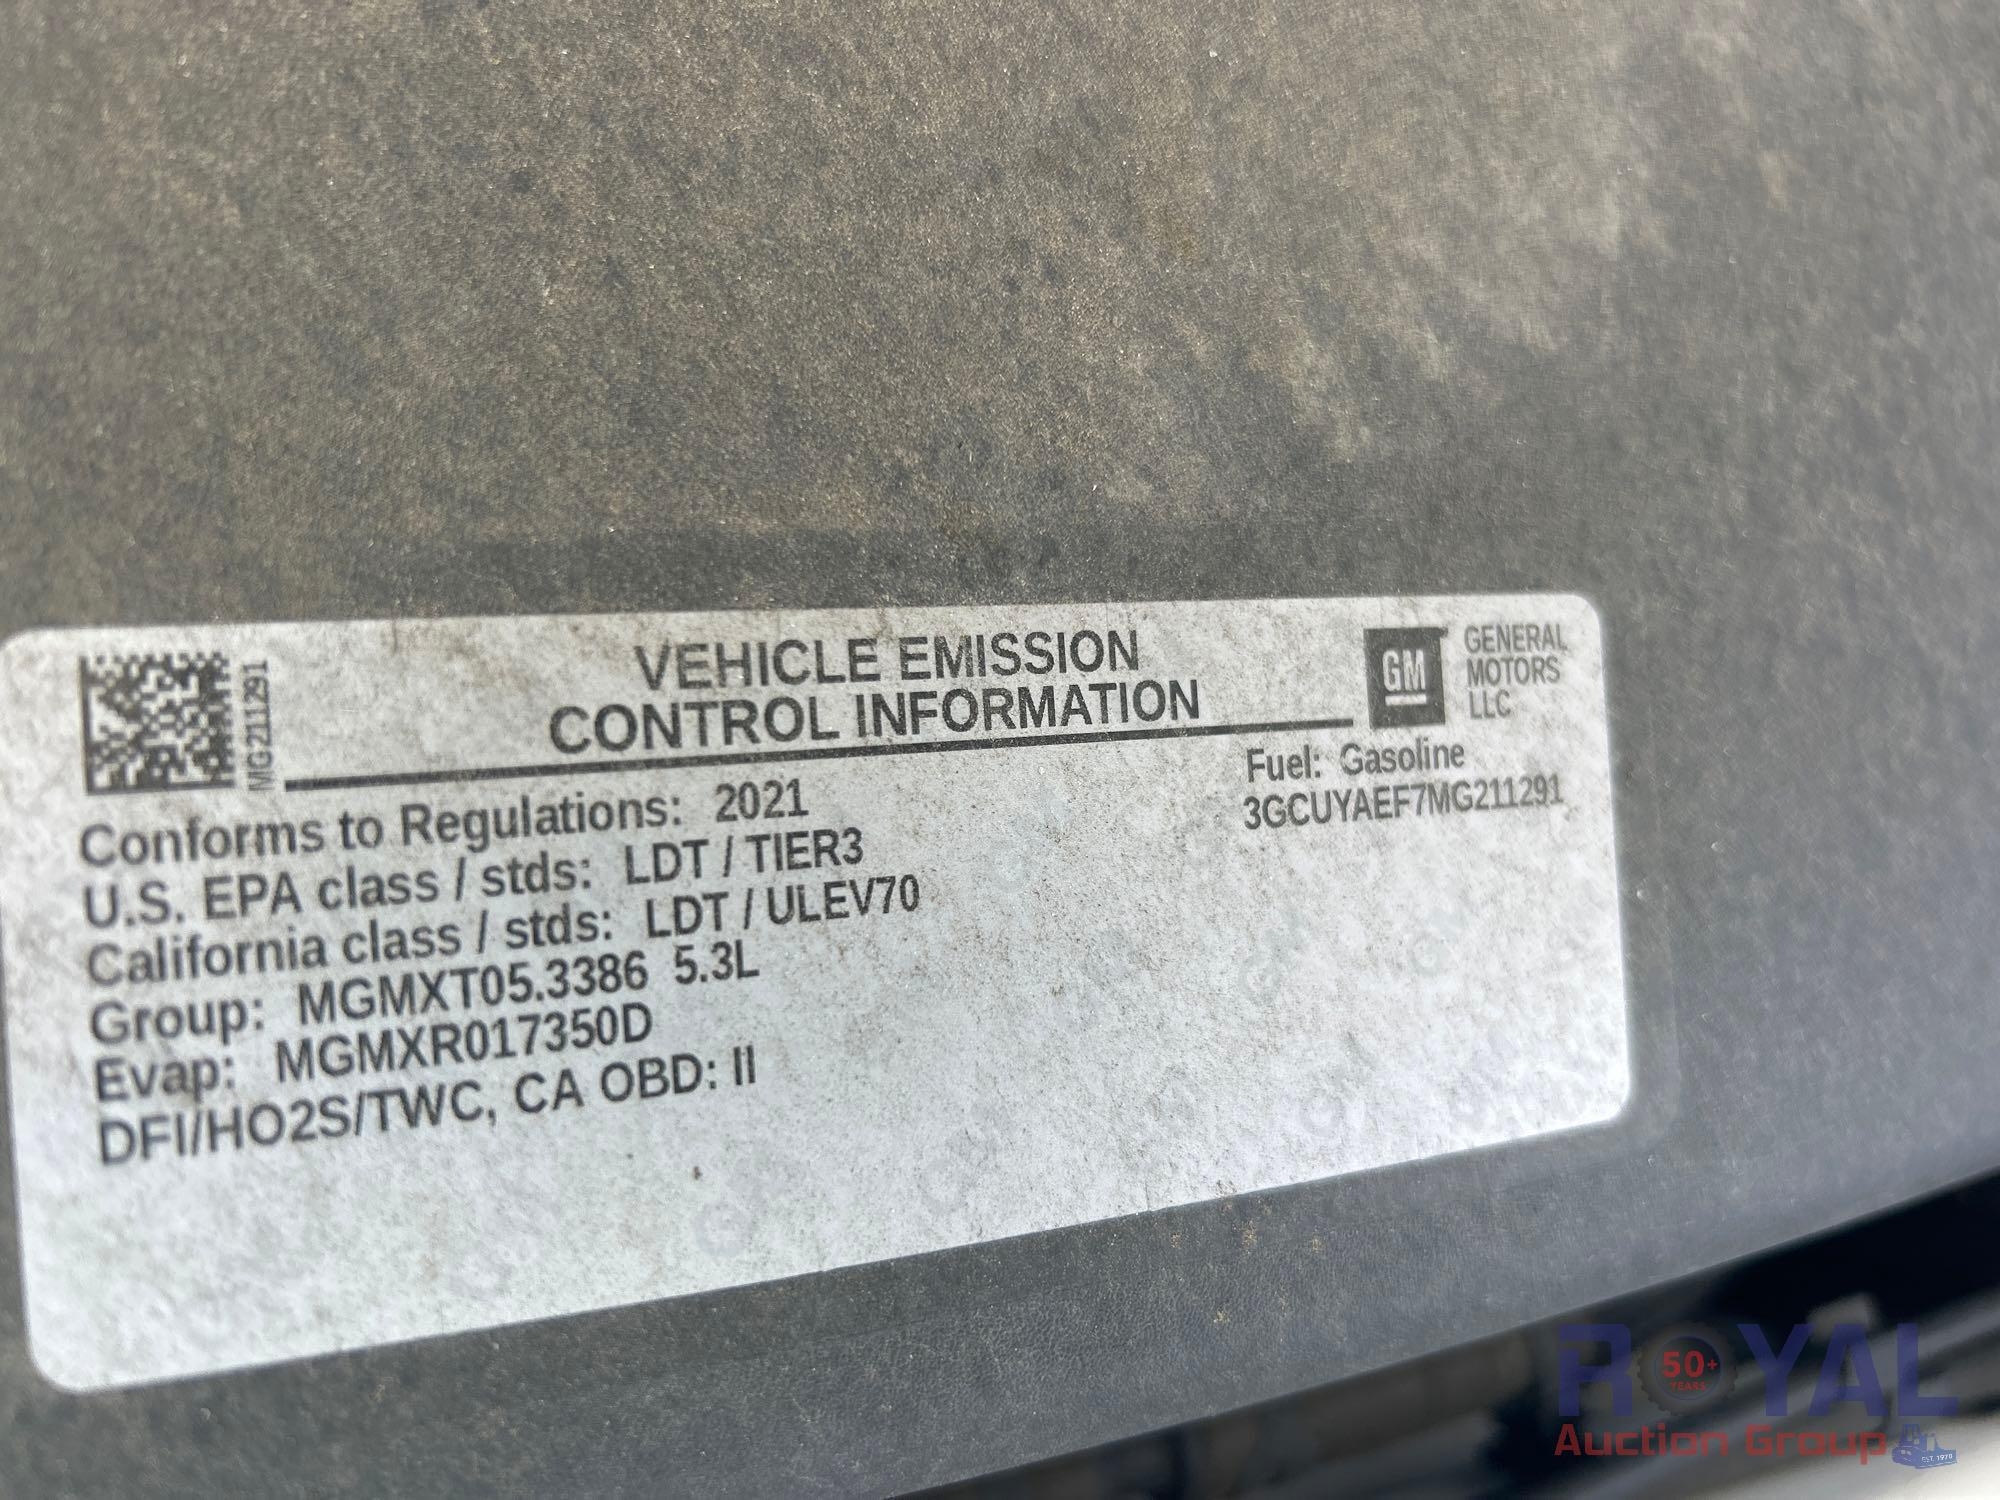 MG211291
VEHICLE EMISSION
CONTROL INFORMATION
GM
GENERAL
MOTORS
LLC
Fuel: Gasoline
3GCUYAEF7MG211291
Conforms to Regulations: 2021
U.S. EPA class / stds: LDT / TIER3
California class / stds: LDT / ULEV70
Group: MGMXT05.3386 5.3L
Evap: MGMXR017350D
DFI/HO2S/TWC, CA OBD: II
ROYAL
50+
YEARS
Auction Group
EST. 1970